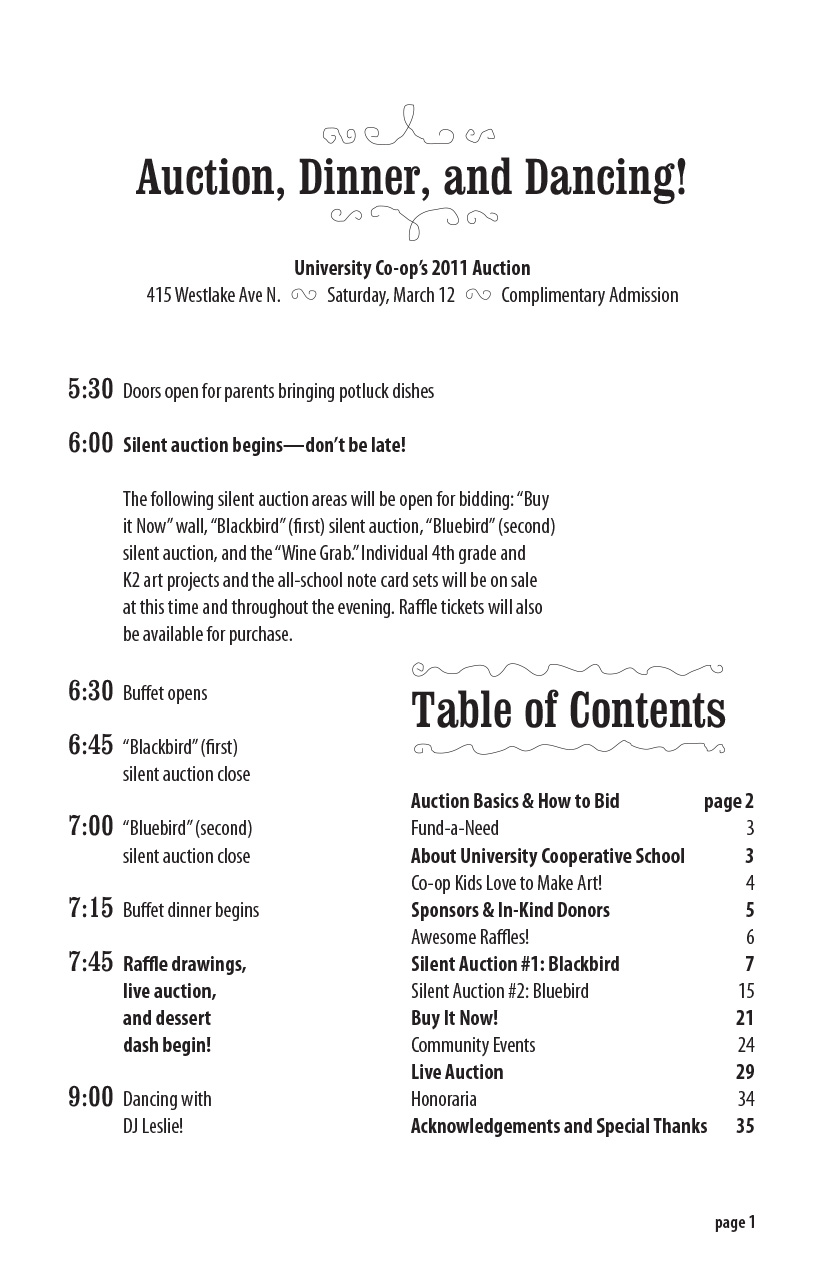 Auction, Dinner, and Dancing!
University Co-op’s 2011 Auction
415 Westlake Ave N. Saturday, March 12 Complimentary Admission
5:30 Doors open for parents bringing potluck dishes
6:00 Silent auction begins—don’t be late!
The following silent auction areas will be open for bidding: “Buy
it Now” wall, “Blackbird” (first) silent auction, “Bluebird” (second)
silent auction, and the “Wine Grab.” Individual 4th grade and
K2 art projects and the all-school note card sets will be on sale
at this time and throughout the evening. Raffle tickets will also
be available for purchase.
6:30 Buffet opens
6:45 “Blackbird” (first)
silent auction close
7:00 “Bluebird” (second)
silent auction close
7:15 Buffet dinner begins
7:45 Raffle drawings,
live auction,
and dessert
dash begin!
9:00 Dancing with
DJ Leslie!
Table of Contents
Auction Basics & How to Bid page 2
Fund-a-Need 3
About University Cooperative School 3
Co-op Kids Love to Make Art! 4
Sponsors & In-Kind Donors 5
Awesome Raffles! 6
Silent Auction #1: Blackbird 7
Silent Auction #2: Bluebird 15
Buy It Now! 21
Community Events 24
Live Auction 29
Honoraria 34
Acknowledgements and Special Thanks 35
page 1